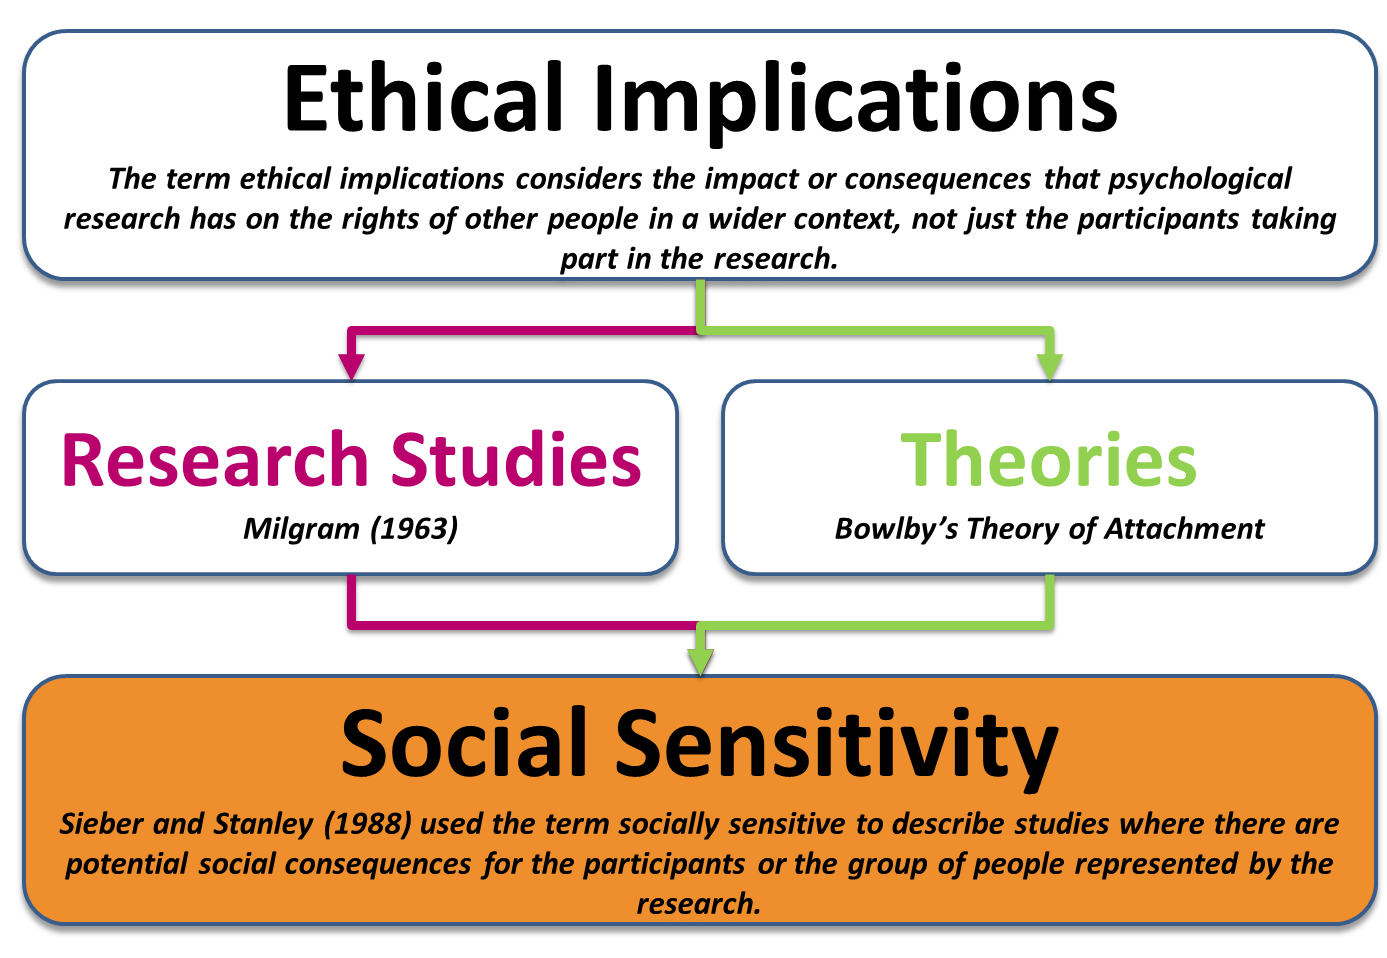 Ethical Implications
The term ethical implications considers the impact or consequences that psychological
research has on the rights of other people in a wider context, not just the participants taking
part in the research.
Research Studies
Milgram (1963)
Theories
Bowlby’s Theory of Attachment
Social Sensitivity
Sieber and Stanley (1988) used the term socially sensitive to describe studies where there are
potential social consequences for the participants or the group of people represented by the
research.